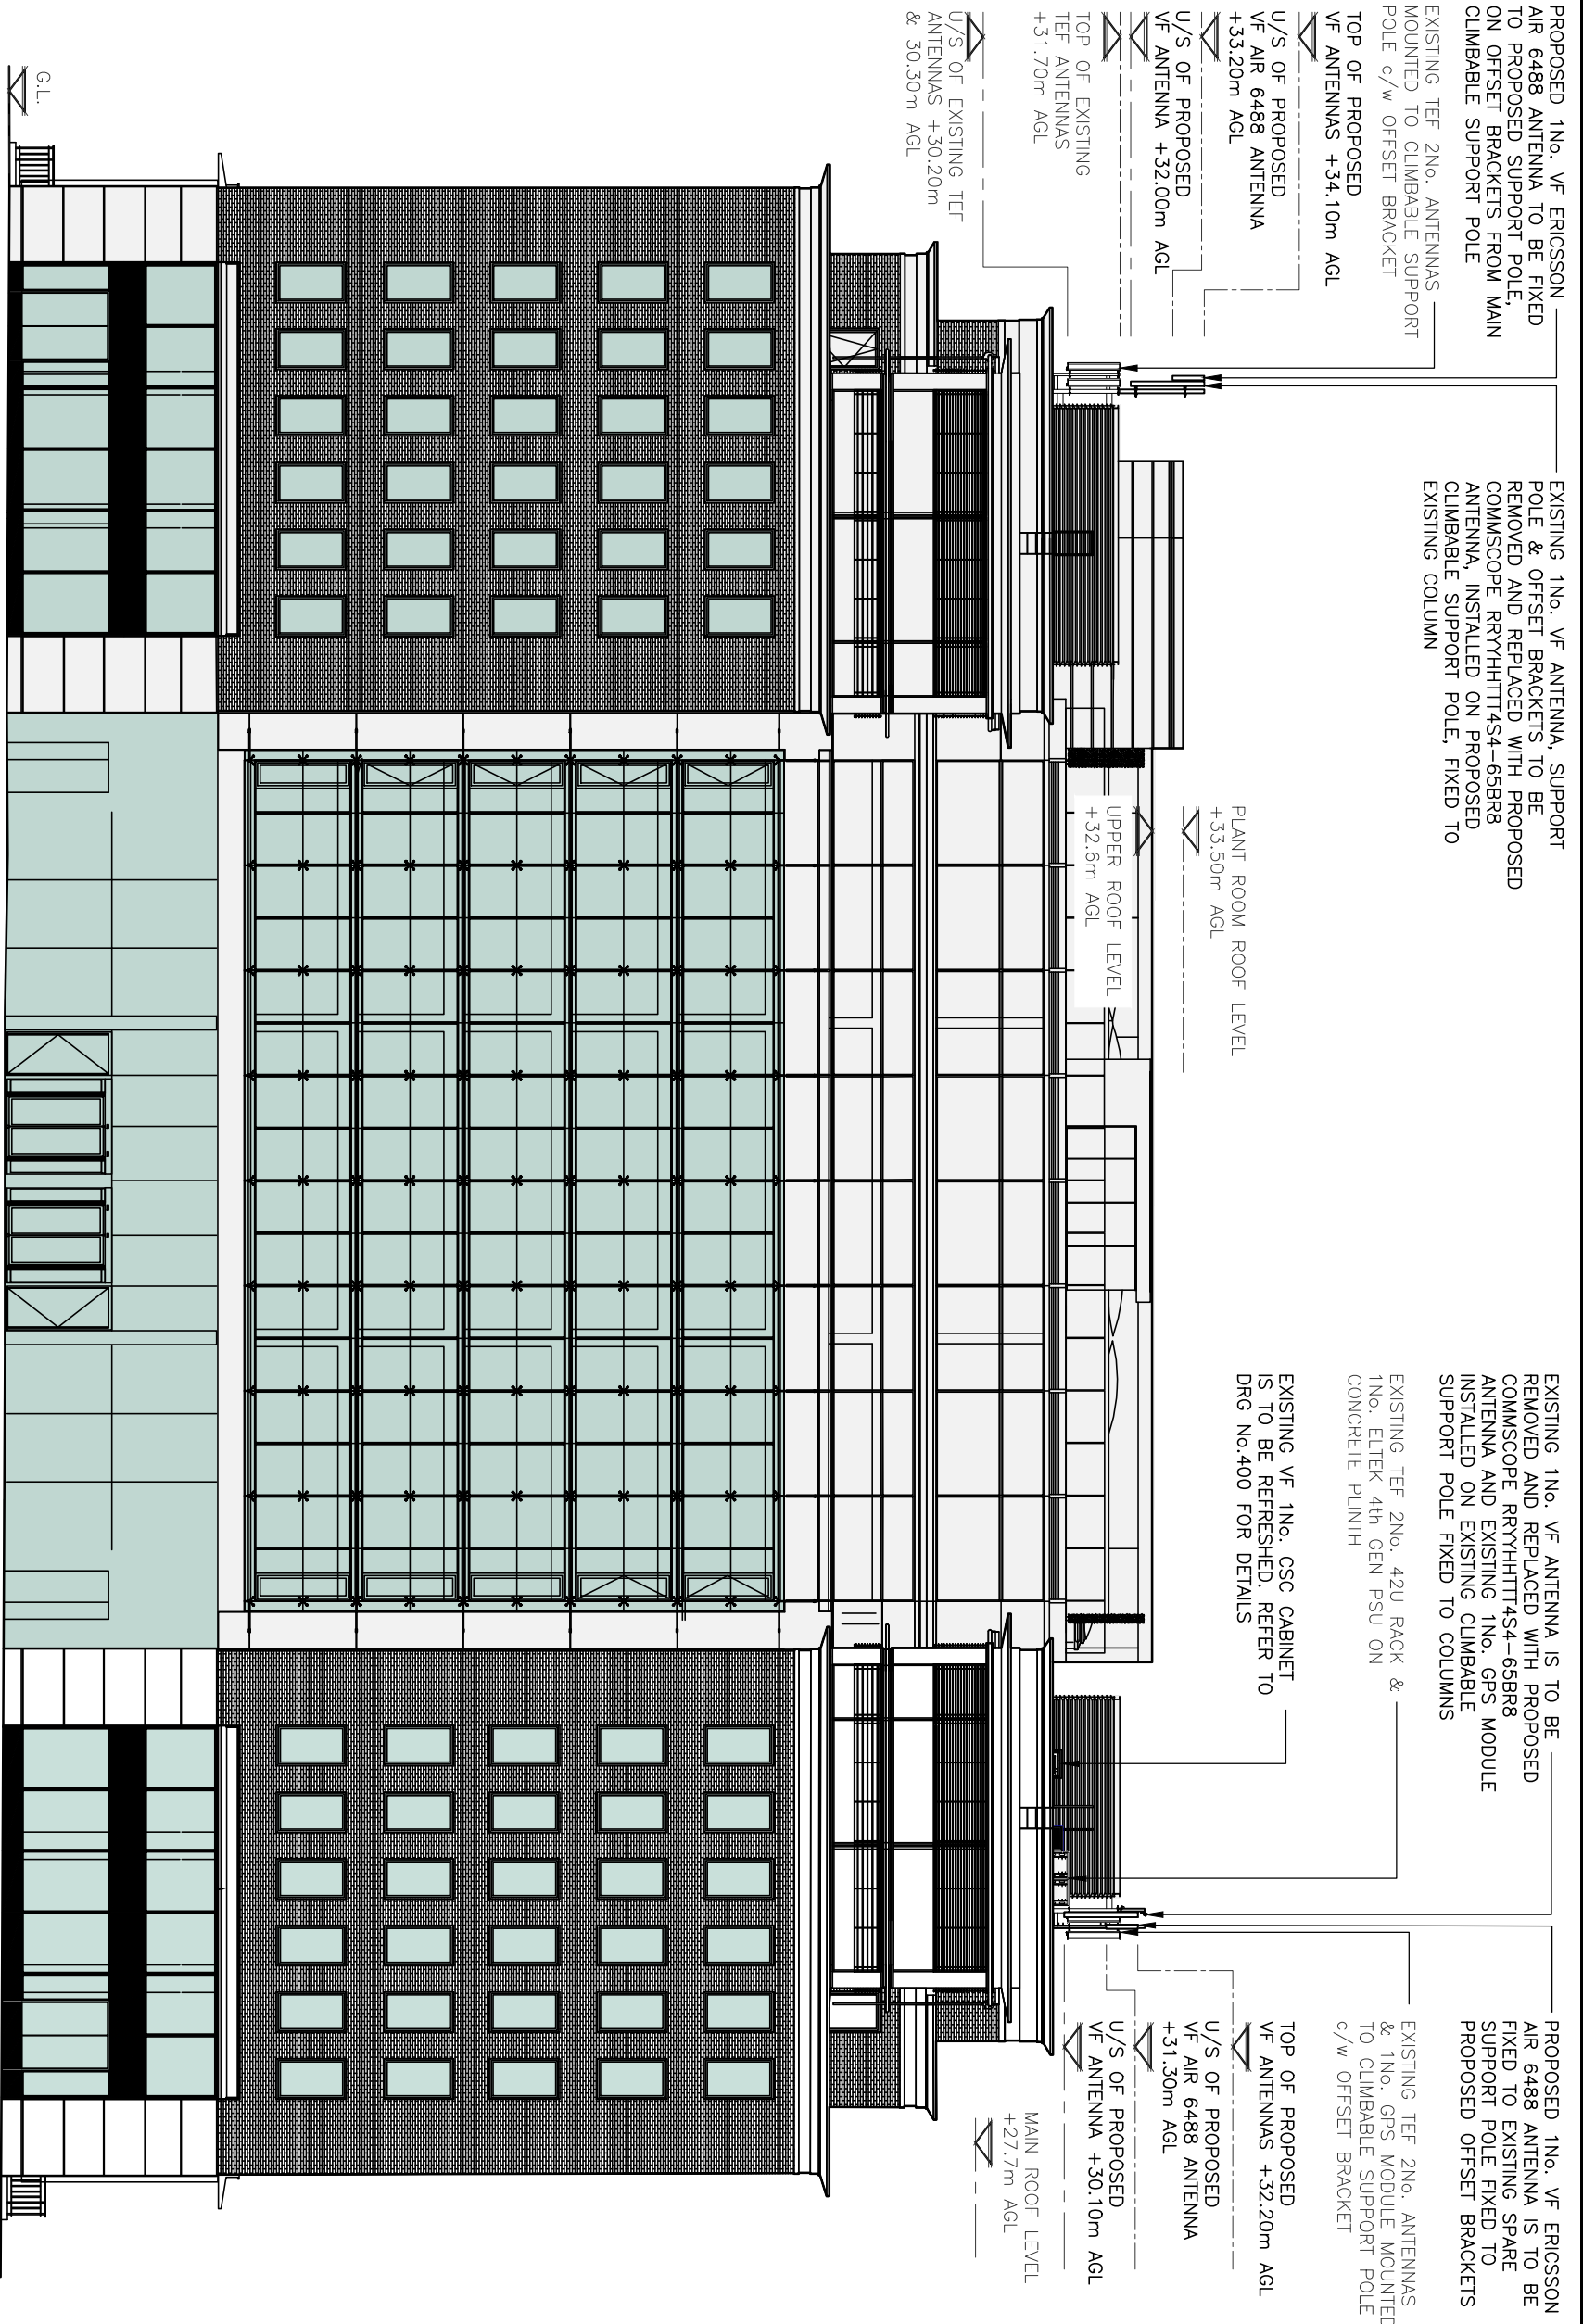 PROPOSED 1No. VF ERICSSON
AIR 6488 ANTENNA TO BE FIXED
TO PROPOSED SUPPORT POLE,
ON OFFSET BRACKETS FROM MAIN
CLIMBABLE SUPPORT POLE
EXISTING TEF 2No. ANTENNAS
MOUNTED TO CLIMBABLE SUPPORT
POLE c/w OFFSET BRACKET
TOP OF PROPOSED
VF ANTENNAS +34.10m AGL
U/S OF PROPOSED
VF AIR 6488 ANTENNA
+33.20m AGL
U/S OF PROPOSED
VF ANTENNA +32.00m AGL
TOP OF EXISTING
TEF ANTENNAS
+31.70m AGL
U/S OF EXISTING TEF
ANTENNAS +30.20m
& 30.30m AGL
G.L.
EXISTING 1No. VF ANTENNA, SUPPORT
POLE & OFFSET BRACKETS TO BE
REMOVED AND REPLACED WITH PROPOSED
COMMSCOPE RRYYHHTTT4S4-65BR8
ANTENNA, INSTALLED ON PROPOSED
CLIMBABLE SUPPORT POLE, FIXED TO
EXISTING COLUMN
PLANT ROOM ROOF LEVEL
+33.50m AGL
UPPER ROOF LEVEL
+32.6m AGL
EXISTING 1No. VF ANTENNA IS TO BE
REMOVED AND REPLACED WITH PROPOSED
COMMSCOPE RRYYHHTTT4S4-65BR8
ANTENNA AND EXISTING 1No. GPS MODULE
INSTALLED ON EXISTING CLIMBABLE
SUPPORT POLE FIXED TO COLUMNS
EXISTING TEF 2No. 42U RACK &
1No. ELTEK 4th GEN PSU ON
CONCRETE PLINTH
EXISTING VF 1No. CSC CABINET
IS TO BE REFRESHED. REFER TO
DRG No.400 FOR DETAILS
PROPOSED 1No. VF ERICSSON
AIR 6488 ANTENNA IS TO BE
FIXED TO EXISTING SPARE
SUPPORT POLE FIXED TO
PROPOSED OFFSET BRACKETS
EXISTING TEF 2No. ANTENNAS
& 1No. GPS MODULE MOUNTED
TO CLIMBABLE SUPPORT POLE
c/w OFFSET BRACKET
TOP OF PROPOSED
VF ANTENNAS +32.20m AGL
U/S OF PROPOSED
VF AIR 6488 ANTENNA
+31.30m AGL
U/S OF PROPOSED
VF ANTENNA +30.10m AGL
MAIN ROOF LEVEL
+27.7m AGL